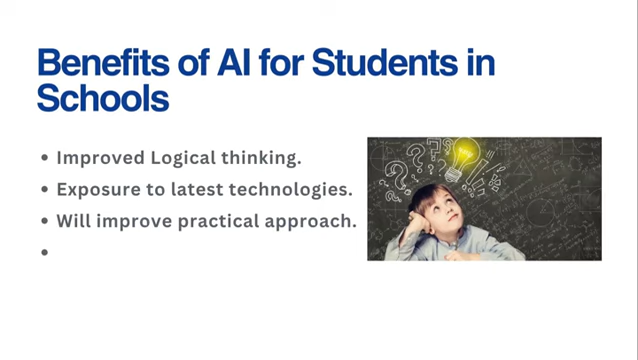 Benefits of AI for Students in
Schools
• Improved Logical thinking.
• Exposure to latest technologies.
• Will improve practical approach.
•